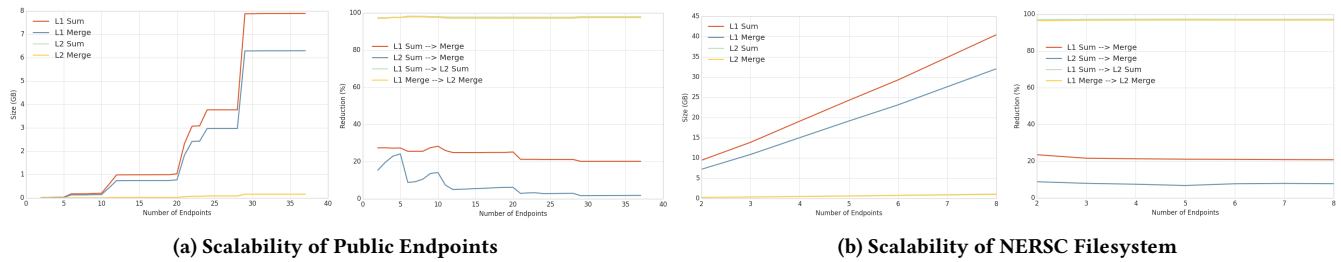 Size (GB)
8
7
6
5
4
3
2
1
0
L1 Sum
L1 Merge
L2 Sum
L2 Merge
0 5 10 15 20 25 30 35 40
Number of Endpoints
Reduction (%)
100
80
60
40
20
0
L1 Sum --> Merge
L2 Sum --> Merge
L1 Sum --> L2 Sum
L1 Merge --> L2 Merge
0 5 10 15 20 25 30 35 40
Number of Endpoints
(a) Scalability of Public Endpoints
Size (GB)
45
40
35
30
25
20
15
10
5
0
L1 Sum
L1 Merge
L2 Sum
L2 Merge
2 3 4 5 6 7 8
Number of Endpoints
Reduction (%)
100
80
60
40
20
0
L1 Sum --> Merge
L2 Sum --> Merge
L1 Sum --> L2 Sum
L1 Merge --> L2 Merge
2 3 4 5 6 7 8
Number of Endpoints
(b) Scalability of NERSC Filesystem